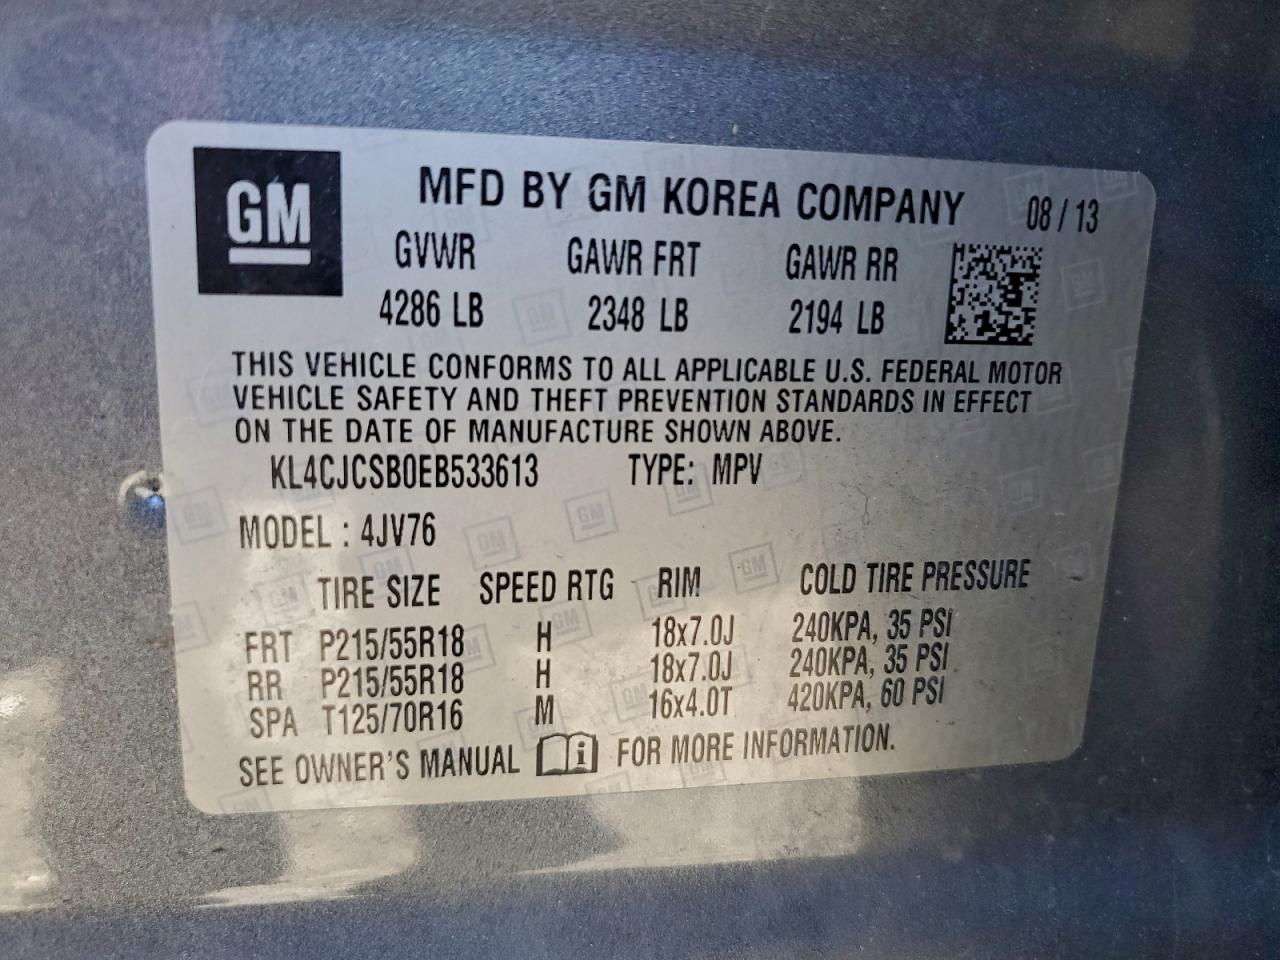 GM
MFD BY GM KOREA COMPANY 08 / 13
GVWR GAWR FRT GAWR RR
4286 LB 2348 LB 2194 LB
THIS VEHICLE CONFORMS TO ALL APPLICABLE U.S. FEDERAL MOTOR
VEHICLE SAFETY AND THEFT PREVENTION STANDARDS IN EFFECT
ON THE DATE OF MANUFACTURE SHOWN ABOVE.
KL4CJCSB0EB533613 TYPE: MPV
MODEL : 4JV76
TIRE SIZE SPEED RTG RIM COLD TIRE PRESSURE
FRT P215/55R18 H 18x7.0J 240KPA, 35 PSI
RR P215/55R18 H 18x7.0J 240KPA, 35 PSI
SPA T125/70R16 M 16x4.0T 420KPA, 60 PSI
SEE OWNER'S MANUAL i FOR MORE INFORMATION.